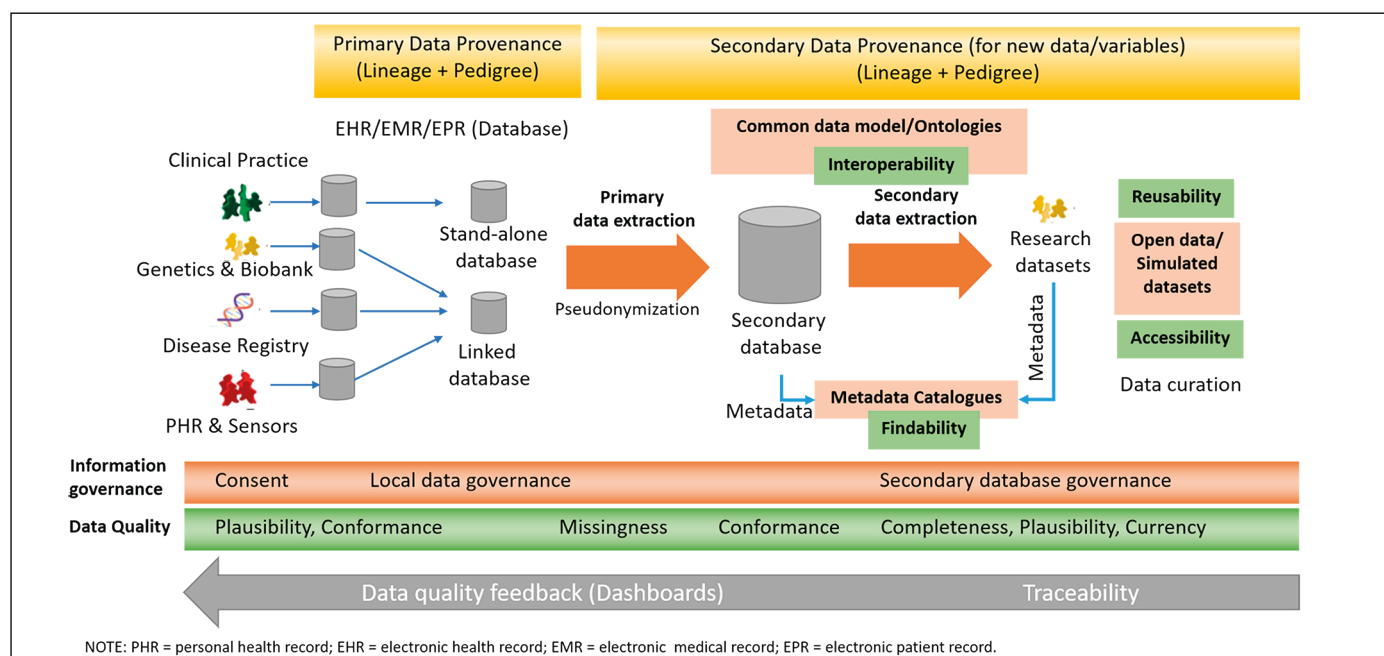 Primary Data Provenance
(Lineage + Pedigree)
Secondary Data Provenance (for new data/variables)
(Lineage + Pedigree)
EHR/EMR/EPR (Database)
Common data model/Ontologies
Interoperability
Clinical Practice
Genetics & Biobank
Disease Registry
PHR & Sensors
Stand-alone
database
Linked
database
Primary
data extraction
Pseudonymization
Secondary
database
Secondary
data extraction
Research
datasets
Metadata
Metadata
Metadata Catalogues
Findability
Reusability
Open data/
Simulated
datasets
Accessibility
Data curation
Information
governance
Consent
Local data governance
Secondary database governance
Data Quality
Plausibility, Conformance
Missingness
Conformance
Completeness, Plausibility, Currency
Data quality feedback (Dashboards)
Traceability
NOTE: PHR = personal health record; EHR = electronic health record; EMR = electronic medical record; EPR = electronic patient record.